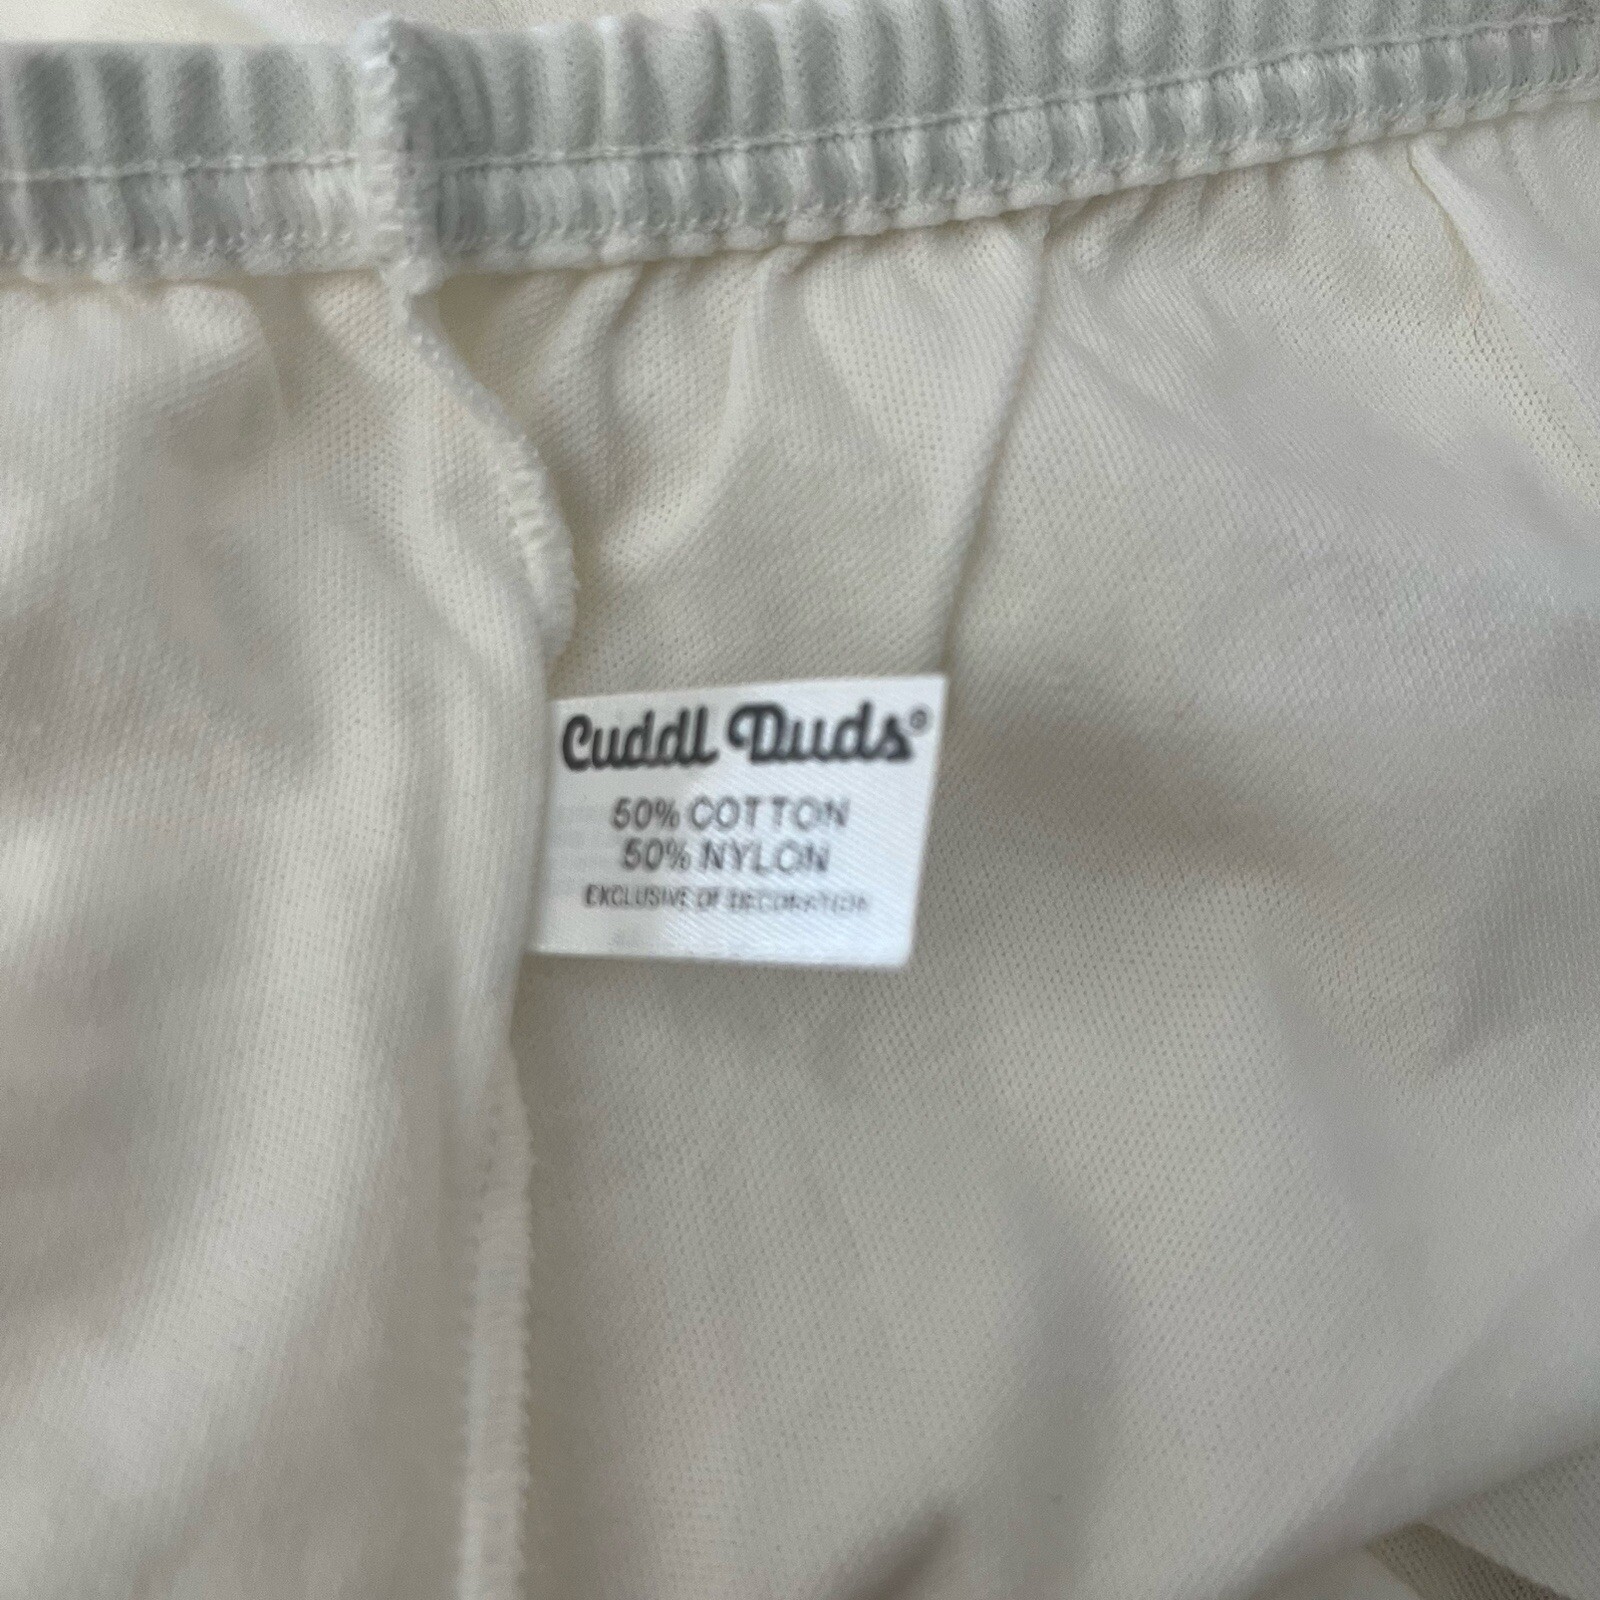 Cuddl Duds®
50% COTTON
50% NYLON
EXCLUSIVE OF DECORATION